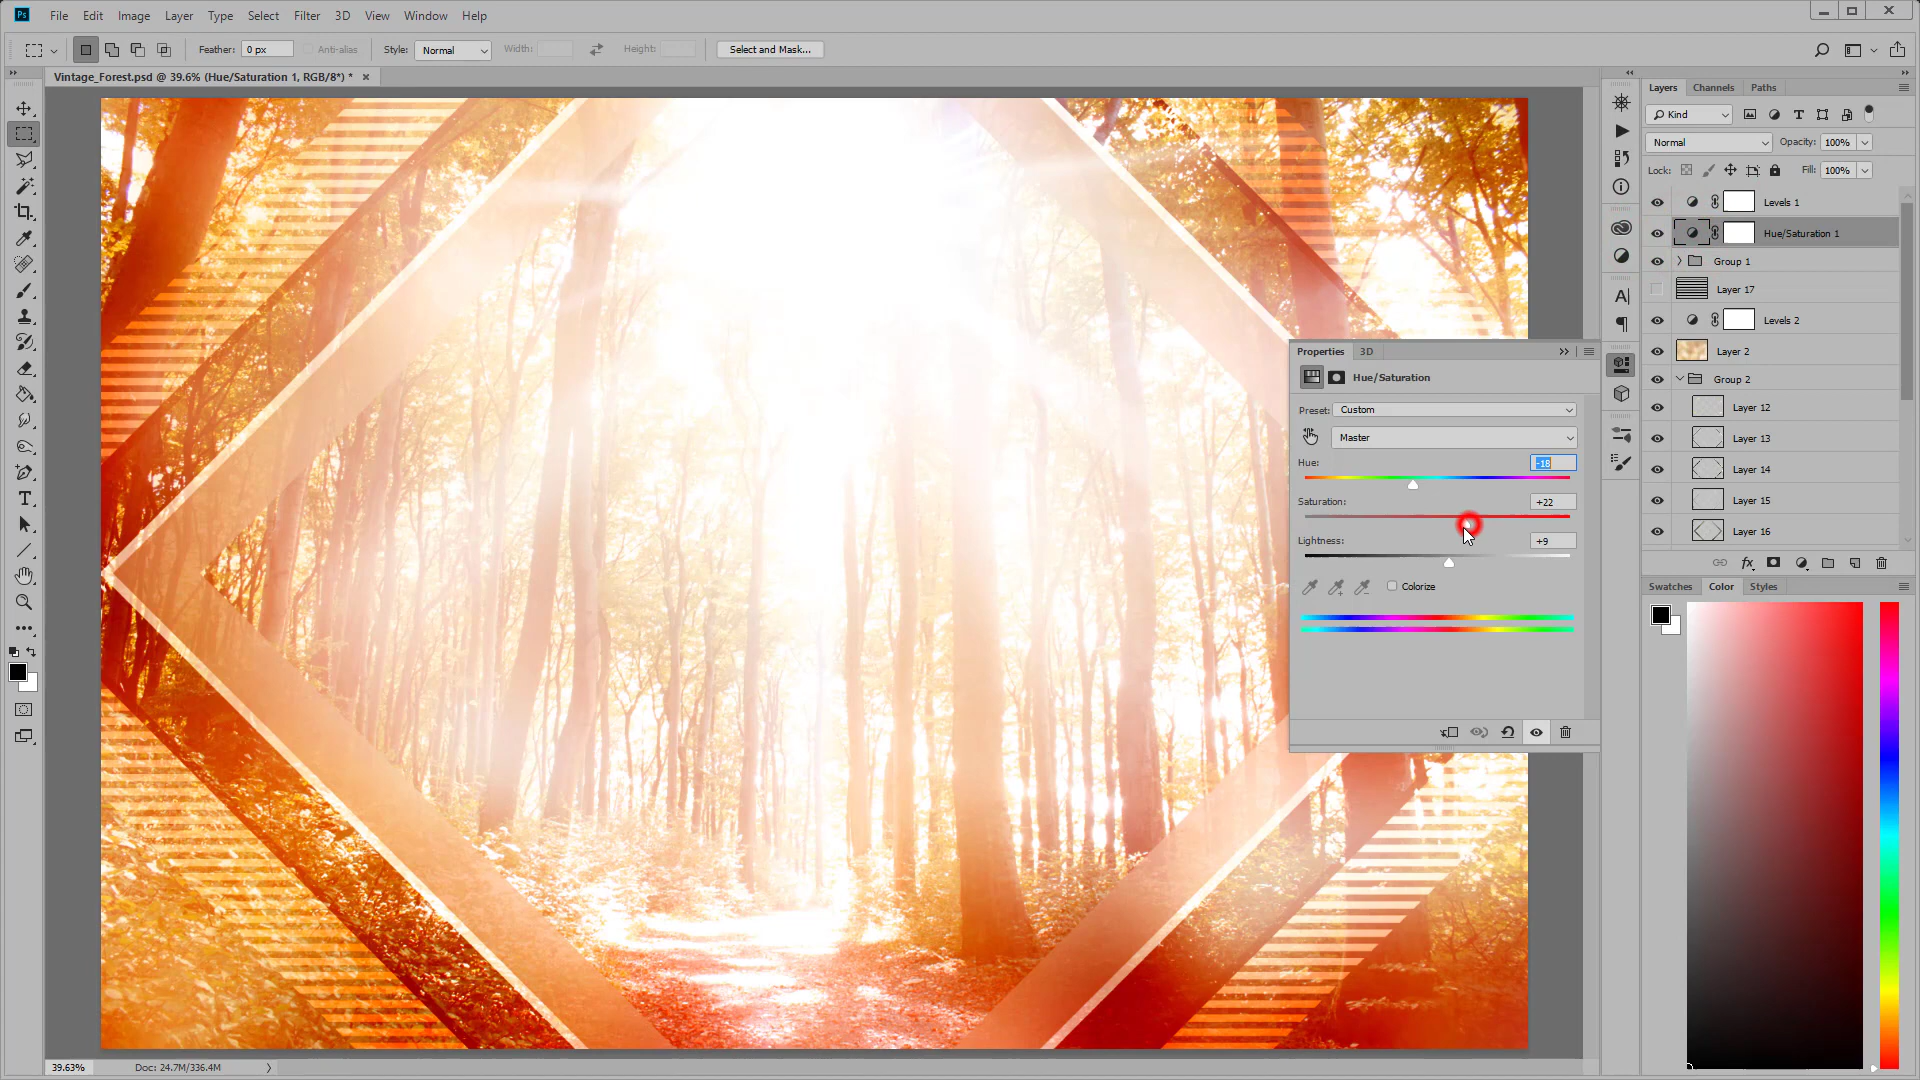 Ps File Edit Image Layer Type Select Filter 3D View Window Help
Feather: 0 px Anti-alias Style: Normal Width: Height: Select and Mask...
Vintage_Forest.psd @ 39.6% (Hue/Saturation 1, RGB/8*) *
Layers Channels Paths
Kind
Normal Opacity: 100%
Lock: Fill: 100%
Levels 1
Hue/Saturation 1
Group 1
Layer 17
Levels 2
Layer 2
Group 2
Layer 12
Layer 13
Layer 14
Layer 15
Layer 16
Properties 3D
Hue/Saturation
Preset: Custom
Master
Hue: -18
Saturation: +22
Lightness: +9
Colorize
Swatches Color Styles
39.63% Doc: 24.7M/336.4M